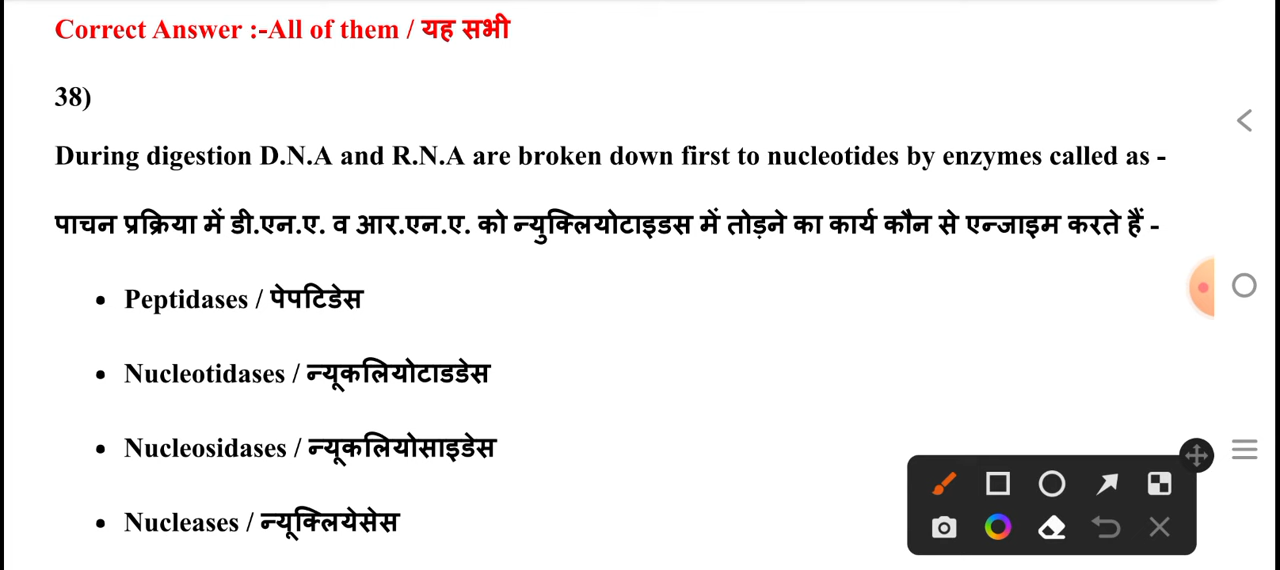 Correct Answer :-All of them / यह सभी
38)
During digestion D.N.A and R.N.A are broken down first to nucleotides by enzymes called as -
पाचन प्रक्रिया में डी.एन.ए. व आर.एन.ए. को न्युक्लियोटाइडस में तोड़ने का कार्य कौन से एन्जाइम करते हैं -
• Peptidases / पेपटिडेस
• Nucleotidases / न्यूकलियोटाडडेस
• Nucleosidases / न्यूकलियोसाइडेस
• Nucleases / न्यूक्लियेसेस